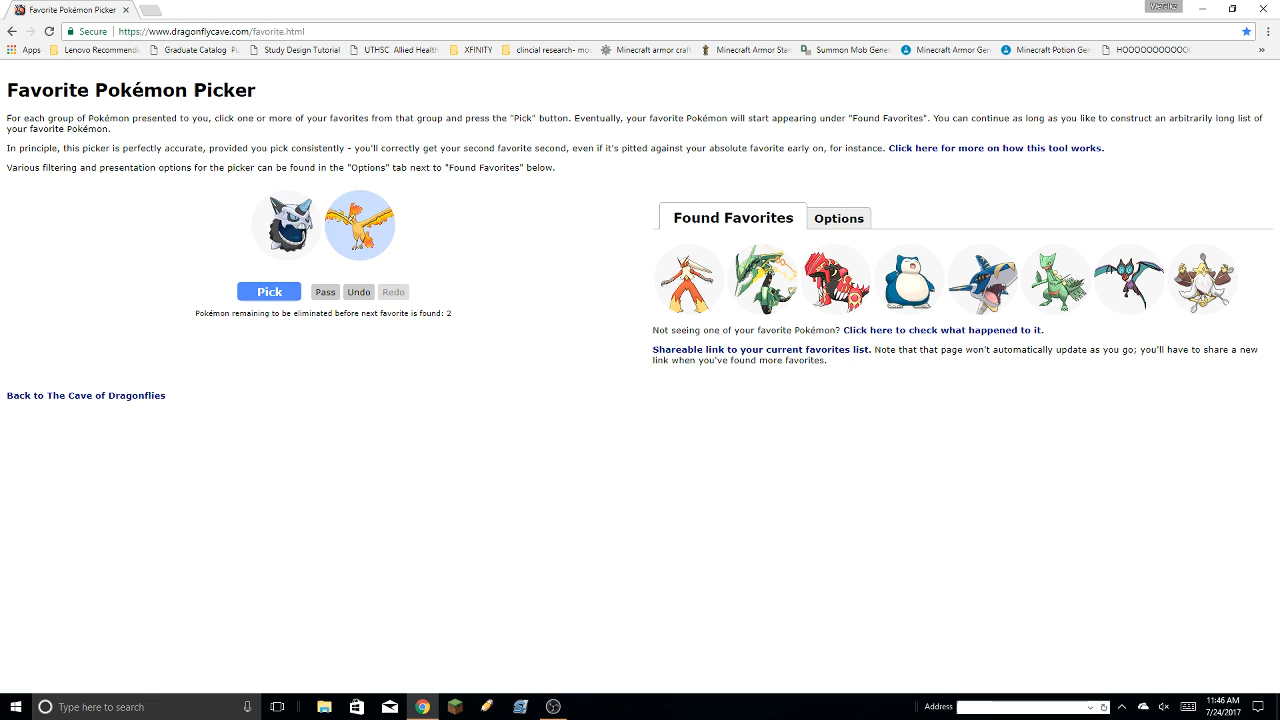 Favorite Pokémon Picker
Secure https://www.dragonflycave.com/favorite.html
Apps Lenovo Recommend Graduate Catalog Pu Study Design Tutorial UTHSC Allied Health XFINITY clincial research- mo Minecraft armor craft Minecraft Armor Stan Summon Mob Gene Minecraft Armor Gen Minecraft Potion Gen HOOOOOOOOOOO
Favorite Pokémon Picker
For each group of Pokémon presented to you, click one or more of your favorites from that group and press the "Pick" button. Eventually, your favorite Pokémon will start appearing under "Found Favorites". You can continue as long as you like to construct an arbitrarily long list of
your favorite Pokémon.
In principle, this picker is perfectly accurate, provided you pick consistently - you'll correctly get your second favorite second, even if it's pitted against your absolute favorite early on, for instance. Click here for more on how this tool works.
Various filtering and presentation options for the picker can be found in the "Options" tab next to "Found Favorites" below.
Found Favorites Options
Pick Pass Undo Redo
Pokémon remaining to be eliminated before next favorite is found: 2
Not seeing one of your favorite Pokémon? Click here to check what happened to it.
Shareable link to your current favorites list. Note that that page won't automatically update as you go; you'll have to share a new
link when you've found more favorites.
Back to The Cave of Dragonflies
Type here to search
Address
11:46 AM
7/24/2017